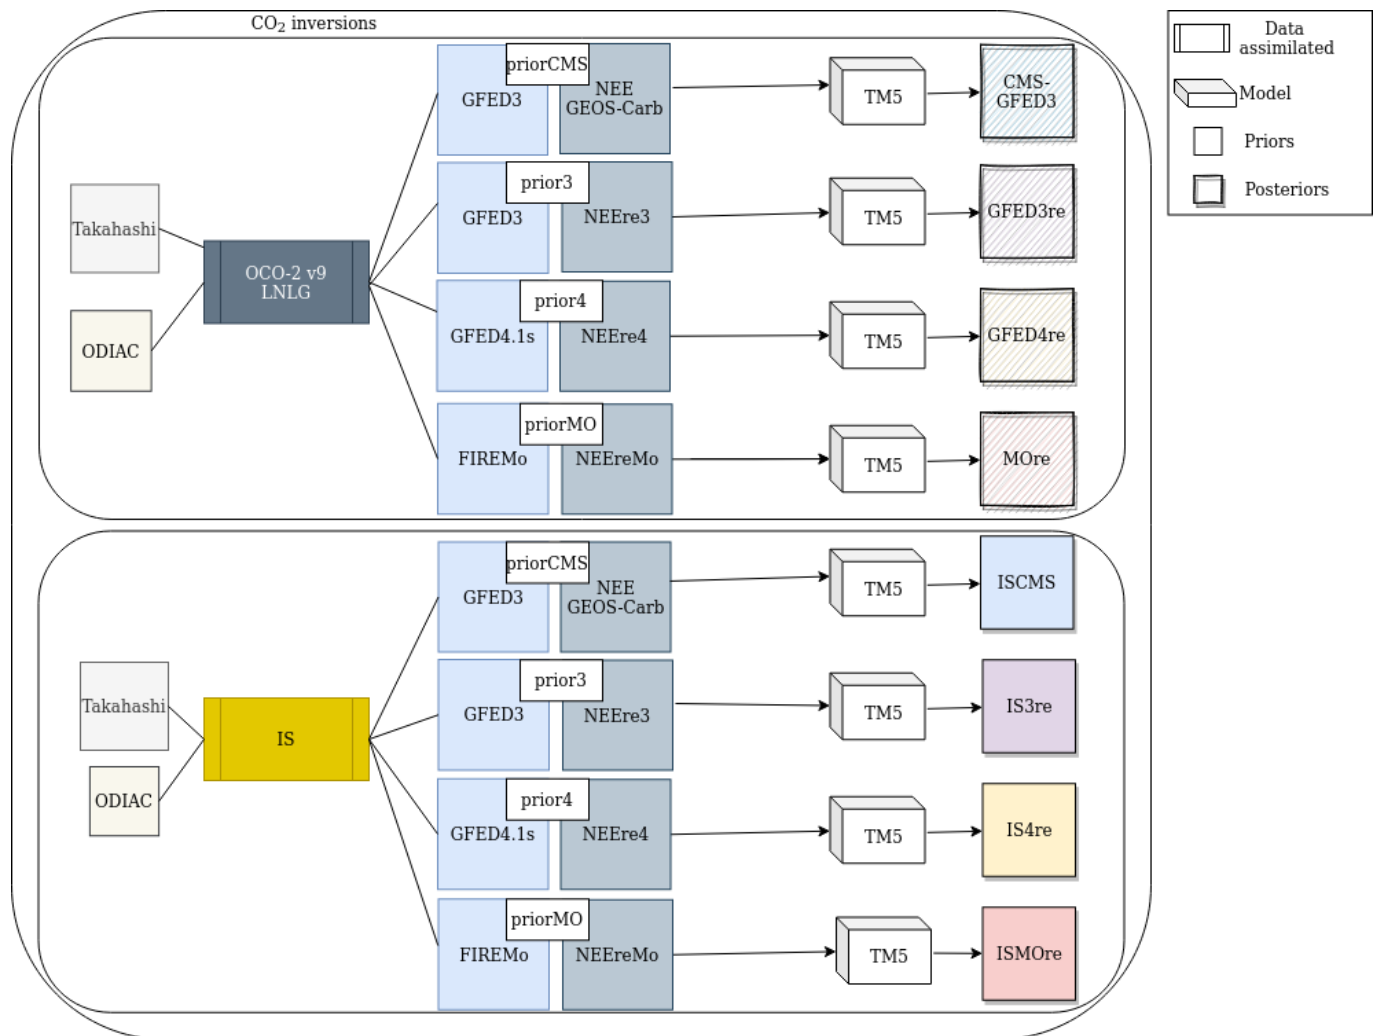 CO2 inversions
Data
assimilated
Model
Priors
Posteriors
Takahashi
ODIAC
OCO-2 v9
LNLG
priorCMS
GFED3
NEE
GEOS-Carb
TM5
CMS-
GFED3
prior3
GFED3
NEEre3
TM5
GFED3re
prior4
GFED4.1s
NEEre4
TM5
GFED4re
priorMO
FIREMo
NEEreMo
TM5
MOre
Takahashi
ODIAC
IS
priorCMS
GFED3
NEE
GEOS-Carb
TM5
ISCMS
prior3
GFED3
NEEre3
TM5
IS3re
prior4
GFED4.1s
NEEre4
TM5
IS4re
priorMO
FIREMo
NEEreMo
TM5
ISMOre